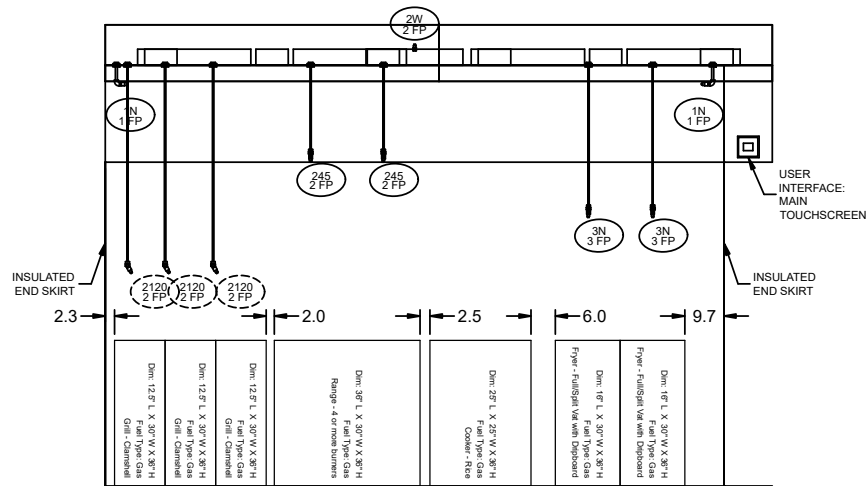 2W
2 FP
1N
1 FP
1N
1 FP
245
2 FP
245
2 FP
USER
INTERFACE:
MAIN
TOUCHSCREEN
3N
3 FP
3N
3 FP
INSULATED
END SKIRT
2120
2 FP
2120
2 FP
2120
2 FP
INSULATED
END SKIRT
2.3
2.0
2.5
6.0
9.7
Dim: 12.5" L X 30" W X 36" H
Fuel Type: Gas
Grill - Clamshell
Dim: 12.5" L X 30" W X 36" H
Fuel Type: Gas
Grill - Clamshell
Dim: 12.5" L X 30" W X 36" H
Fuel Type: Gas
Grill - Clamshell
Dim: 36" L X 30" W X 36" H
Fuel Type: Gas
Range - 4 or more burners
Dim: 25" L X 25" W X 36" H
Fuel Type: Gas
Cooker - Rice
Dim: 16" L X 30" W X 36" H
Fuel Type: Gas
Fryer - Full/Split Vat with Dripboard
Dim: 16" L X 30" W X 36" H
Fuel Type: Gas
Fryer - Full/Split Vat with Dripboard